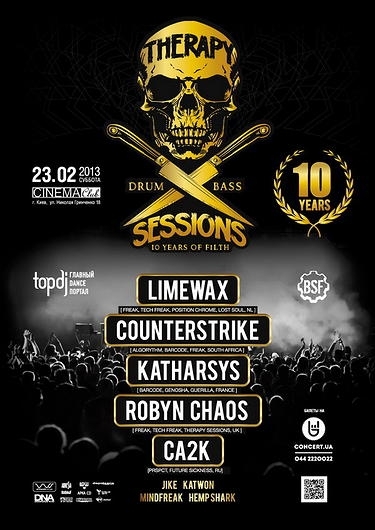 THERAPY
DRUM BASS
SESSIONS
10 YEARS OF FILTH
23.02 2013
СУББОТА
CINEMA Club
г. Киев, ул. Николая Гринченко 18
10
YEARS
topdj ГЛАВНЫЙ
DANCE
ПОРТАЛ
BSF
LIMEWAX
[ FREAK, TECH FREAK, POSITION CHROME, LOST SOUL, NL ]
COUNTERSTRIKE
[ ALGORYTHM, BARCODE, FREAK, SOUTH AFRICA ]
KATHARSYS
[ BARCODE, GENOSHA, GUERILLA, FRANCE ]
ROBYN CHAOS
[ FREAK, TECH FREAK, THERAPY SESSIONS, UK ]
CA2K
[PRSPCT, FUTURE SICKNESS, RU]
БИЛЕТЫ НА
CONCERT.UA
044 2220022
JIKE KATWON
MINDFREAK HEMPSHARK
DNA